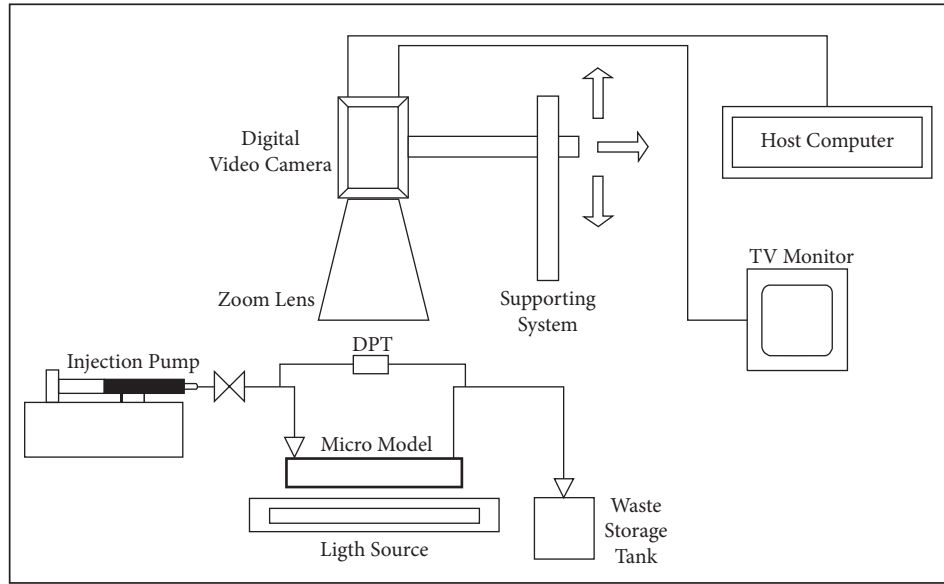 Digital
Video Camera
Host Computer
TV Monitor
Zoom Lens
Supporting
System
DPT
Injection Pump
Micro Model
Waste
Storage
Tank
Ligth Source